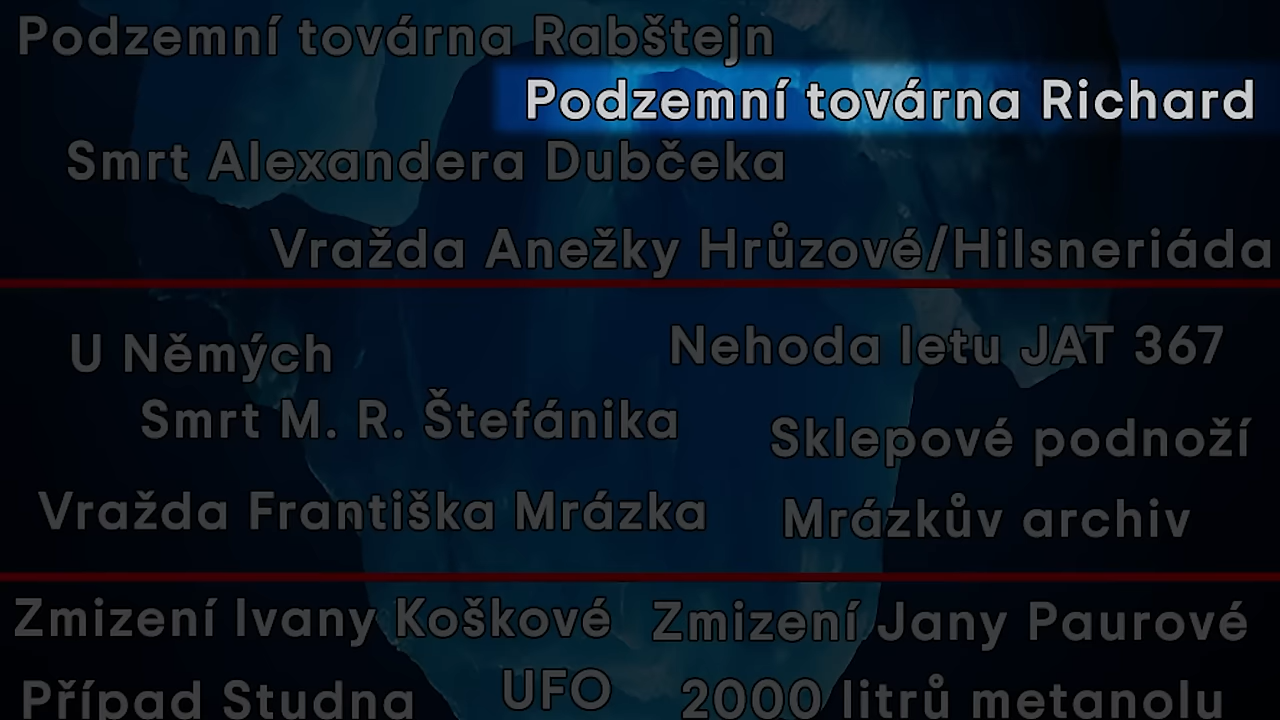 Podzemní továrna Rabštejn
Podzemní továrna Richard
Smrt Alexandera Dubčeka
Vražda Anežky Hrůzové/Hilsneriáda
U Němých
Nehoda letu JAT 367
Smrt M. R. Štefánika
Sklepové podnoží
Vražda Františka Mrázka
Mrázkův archiv
Zmizení Ivany Koškové
Zmizení Jany Paurové
Případ Studna
UFO
2000 litrů metanolu